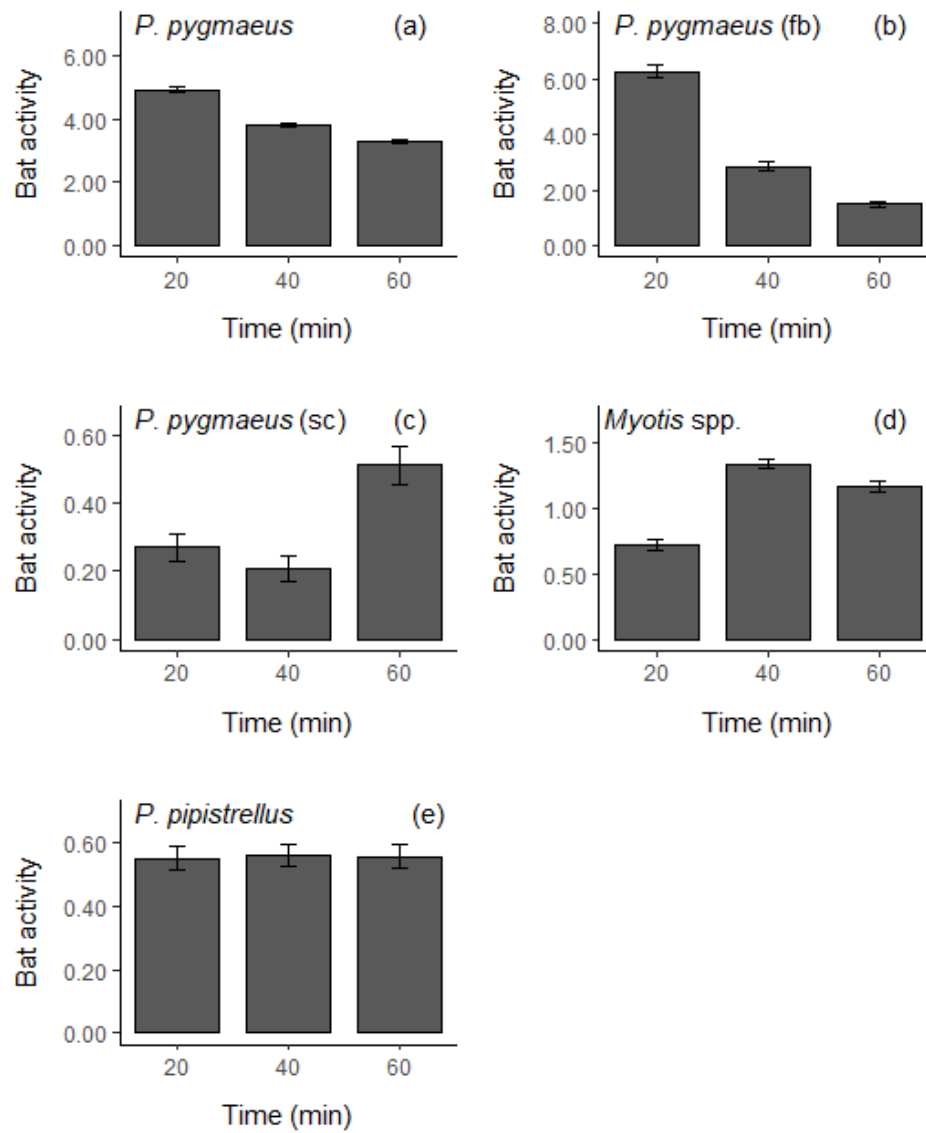 P. pygmaeus (a)
6.00
4.00
2.00
0.00
Bat activity
20 40 60
Time (min)
P. pygmaeus (fb) (b)
8.00
6.00
4.00
2.00
0.00
Bat activity
20 40 60
Time (min)
P. pygmaeus (sc) (c)
0.60
0.40
0.20
0.00
Bat activity
20 40 60
Time (min)
Myotis spp. (d)
1.50
1.00
0.50
0.00
Bat activity
20 40 60
Time (min)
P. pipistrellus (e)
0.60
0.40
0.20
0.00
Bat activity
20 40 60
Time (min)